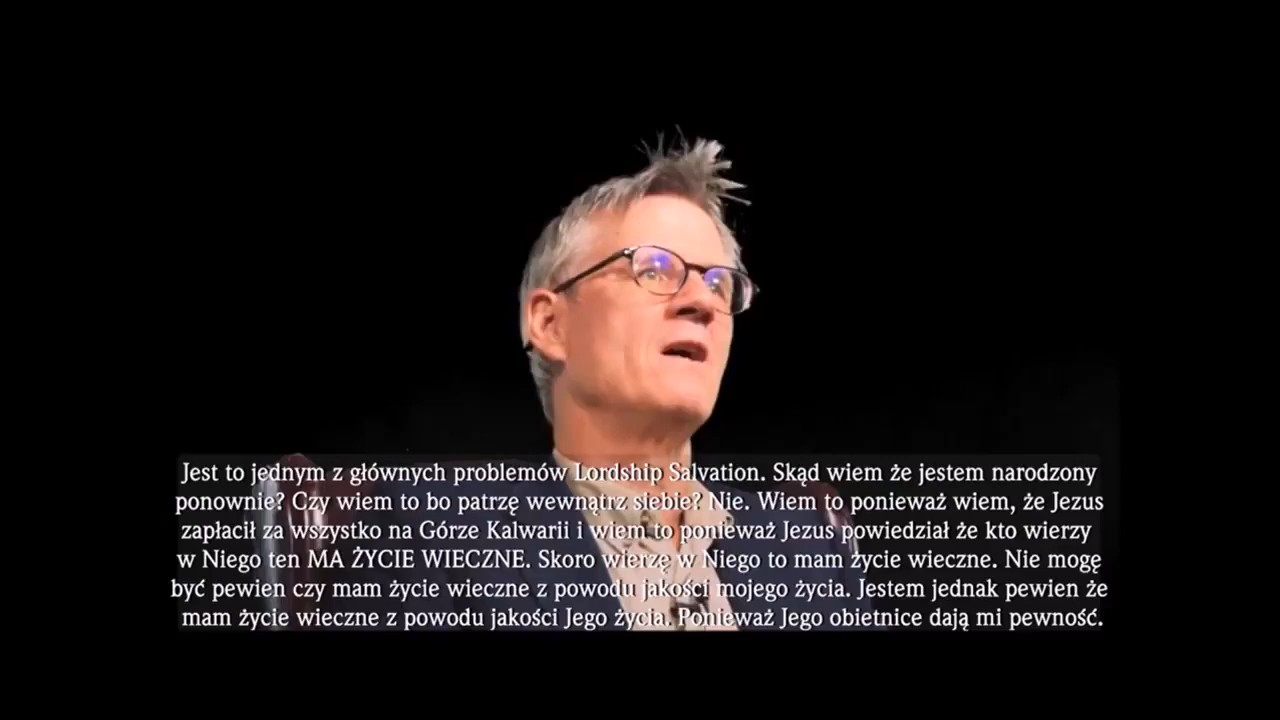 Jest to jednym z głównych problemów Lordship Salvation. Skąd wiem że jestem narodzony
ponownie? Czy wiem to bo patrzę wewnątrz siebie? Nie. Wiem to ponieważ wiem, że Jezus
zapłacił za wszystko na Górze Kalwarii i wiem to ponieważ Jezus powiedział że kto wierzy
w Niego ten MA ŻYCIE WIECZNE. Skoro wierzę w Niego to mam życie wieczne. Nie mogę
być pewien czy mam życie wieczne z powodu jakości mojego życia. Jestem jednak pewien że
mam życie wieczne z powodu jakości Jego życia. Ponieważ Jego obietnice dają mi pewność.